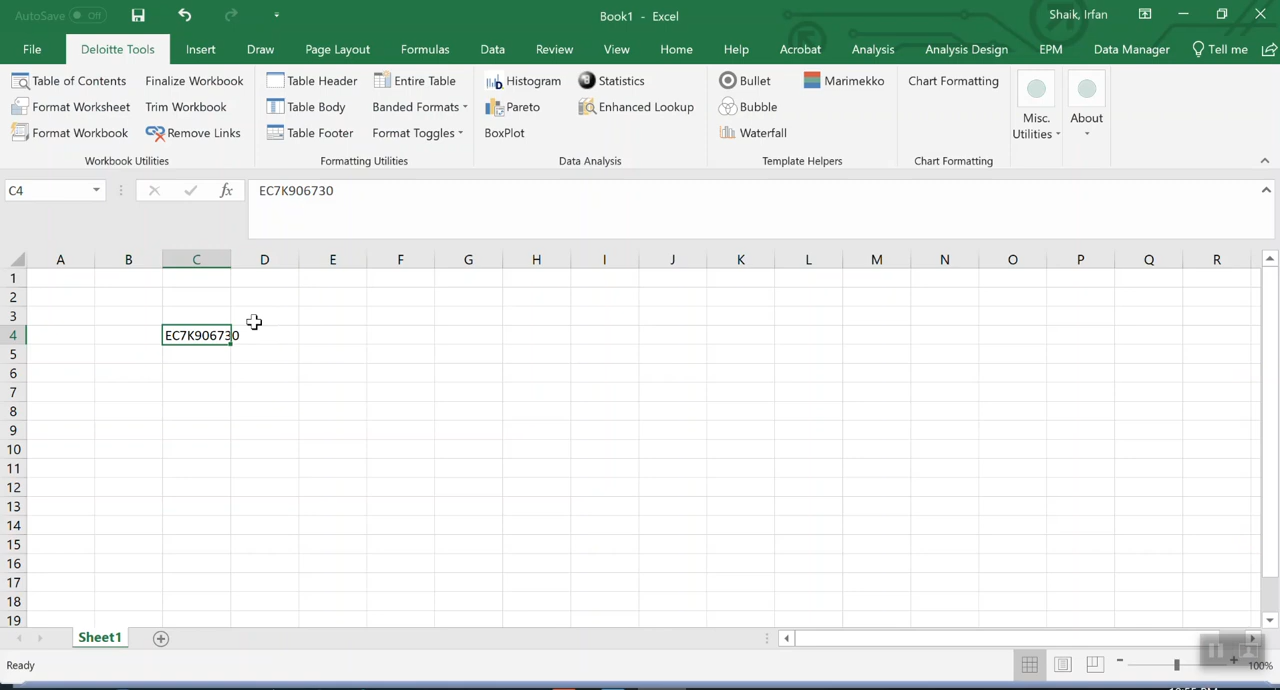 AutoSave Off
Book1 - Excel
Shaik, Irfan
File Deloitte Tools Insert Draw Page Layout Formulas Data Review View Home Help Acrobat Analysis Analysis Design EPM Data Manager Tell me
Table of Contents Finalize Workbook Table Header Entire Table Histogram Statistics Bullet Marimekko Chart Formatting
Format Worksheet Trim Workbook Table Body Banded Formats Pareto Enhanced Lookup Bubble
Format Workbook Remove Links Table Footer Format Toggles BoxPlot Waterfall
Misc. Utilities
About
Workbook Utilities Formatting Utilities Data Analysis Template Helpers Chart Formatting
C4 fx EC7K906730
A B C D E F G H I J K L M N O P Q R
1
2
3
4 EC7K906730
5
6
7
8
9
10
11
12
13
14
15
16
17
18
19
Sheet1
Ready
100%